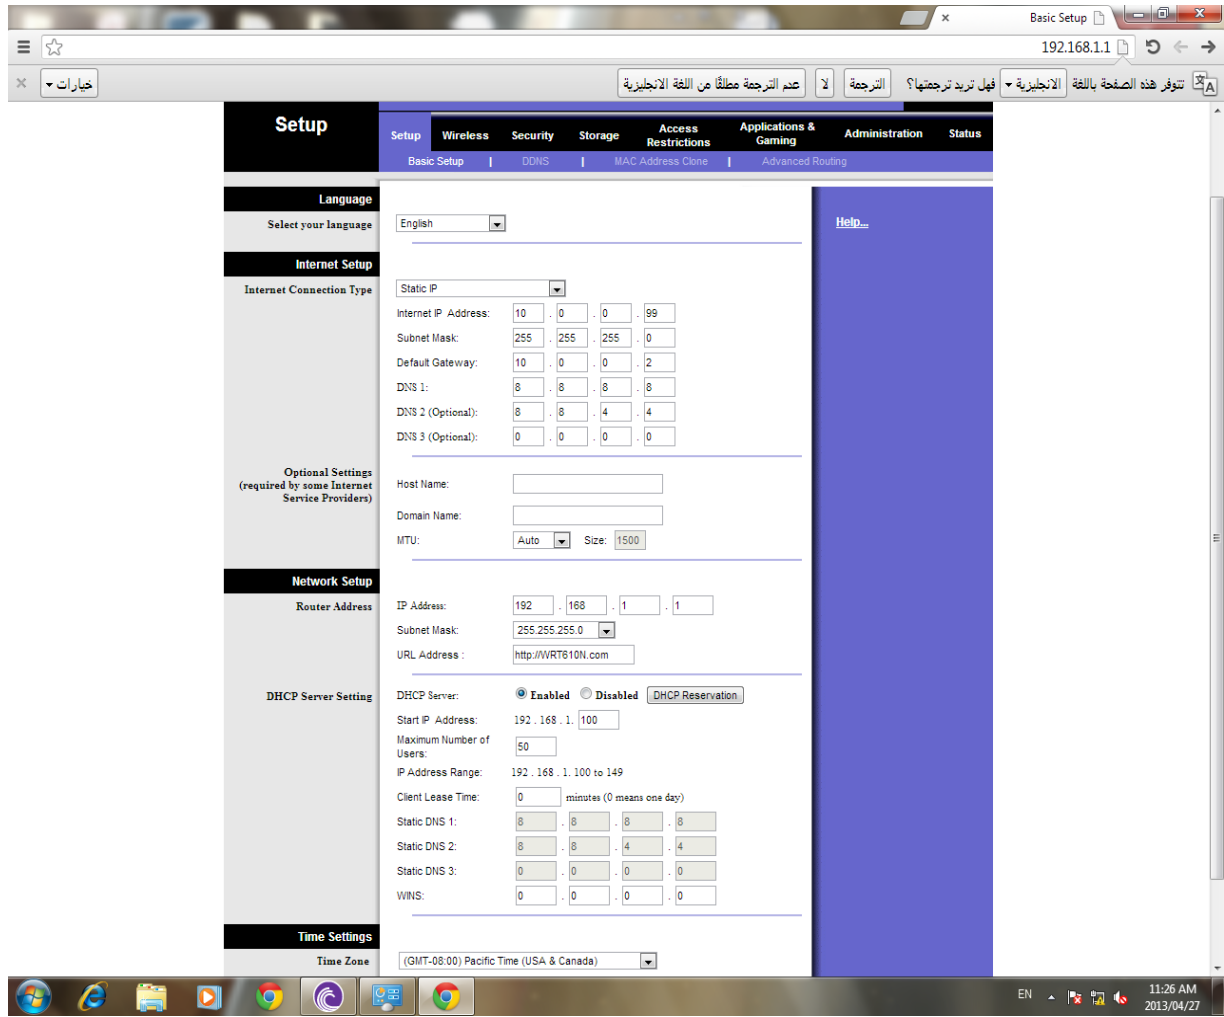 Basic Setup
192.168.1.1
تتوفر هذه الصفحة باللغة الانجليزية فهل تريد ترجمتها؟ الترجمة لا عدم الترجمة مطلقًا من اللغة الانجليزية خيارات
Setup
Setup Wireless Security Storage Access Restrictions Applications & Gaming Administration Status
Basic Setup | DDNS | MAC Address Clone | Advanced Routing
Language
Select your language English
Help...
Internet Setup
Internet Connection Type Static IP
Internet IP Address: 10 . 0 . 0 . 99
Subnet Mask: 255 . 255 . 255 . 0
Default Gateway: 10 . 0 . 0 . 2
DNS 1: 8 . 8 . 8 . 8
DNS 2 (Optional): 8 . 8 . 4 . 4
DNS 3 (Optional): 0 . 0 . 0 . 0
Optional Settings
(required by some Internet
Service Providers)
Host Name:
Domain Name:
MTU: Auto Size: 1500
Network Setup
Router Address IP Address: 192 . 168 . 1 . 1
Subnet Mask: 255.255.255.0
URL Address : http://WRT610N.com
DHCP Server Setting DHCP Server: Enabled Disabled DHCP Reservation
Start IP Address: 192 . 168 . 1. 100
Maximum Number of
Users: 50
IP Address Range: 192 . 168 . 1. 100 to 149
Client Lease Time: 0 minutes (0 means one day)
Static DNS 1: 8 . 8 . 8 . 8
Static DNS 2: 8 . 8 . 4 . 4
Static DNS 3: 0 . 0 . 0 . 0
WINS: 0 . 0 . 0 . 0
Time Settings
Time Zone (GMT-08:00) Pacific Time (USA & Canada)
EN 11:26 AM
2013/04/27